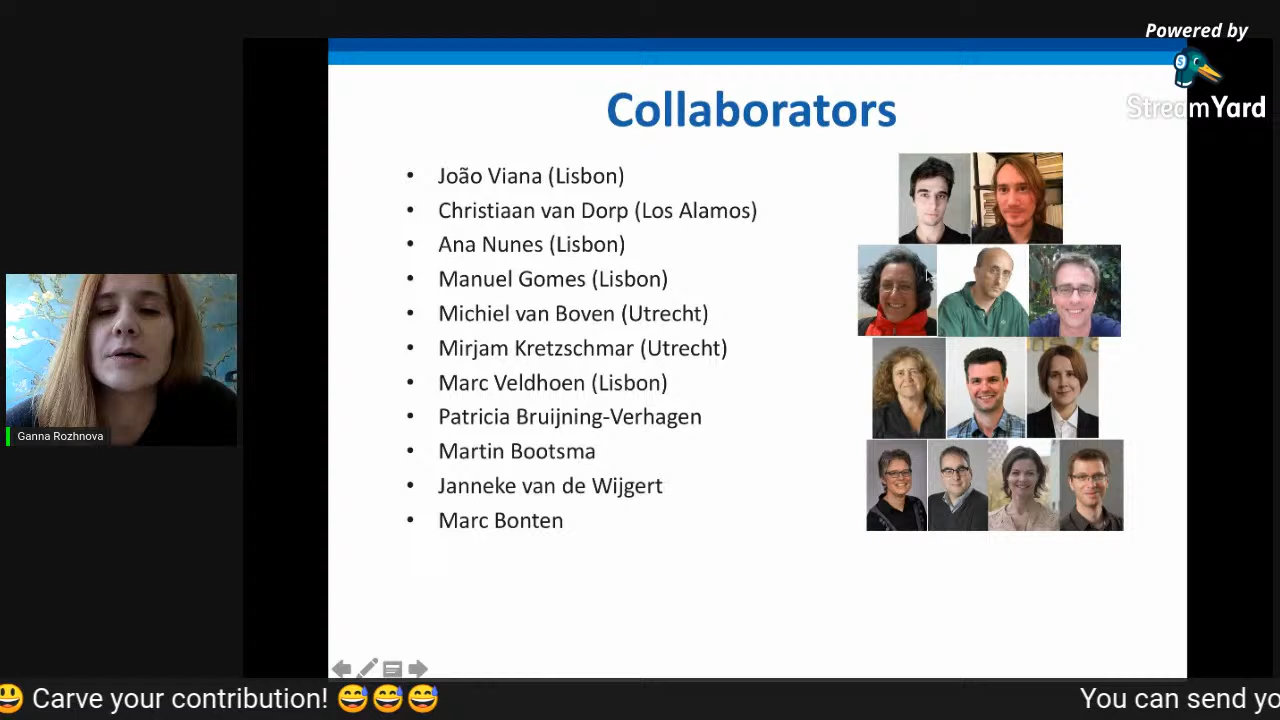 Powered by
StreamYard
Collaborators
• João Viana (Lisbon)
• Christiaan van Dorp (Los Alamos)
• Ana Nunes (Lisbon)
• Manuel Gomes (Lisbon)
• Michiel van Boven (Utrecht)
• Mirjam Kretzschmar (Utrecht)
• Marc Veldhoen (Lisbon)
• Patricia Bruijning-Verhagen
• Martin Bootsma
• Janneke van de Wijgert
• Marc Bonten
Ganna Rozhnova
😃 Carve your contribution! 😅😅😅
You can send yo